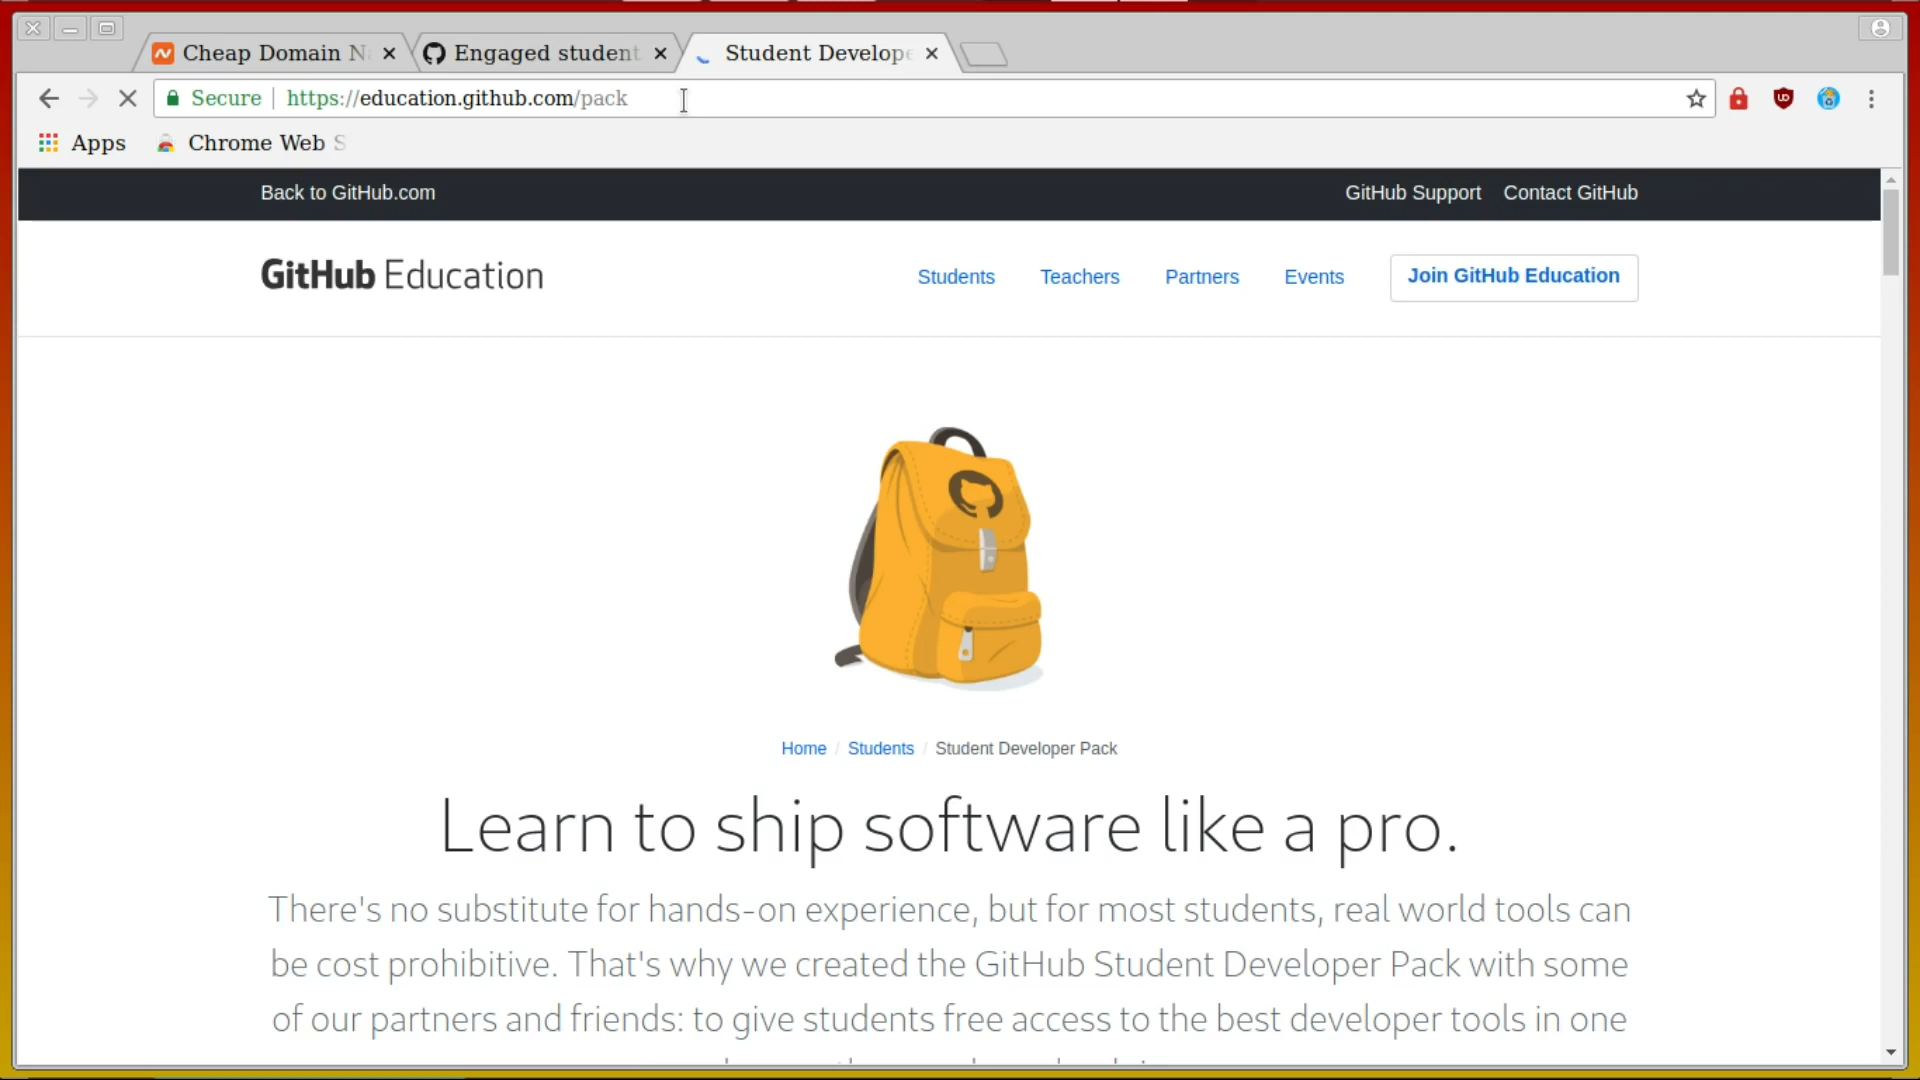 Cheap Domain N
Engaged student
Student Develope
Secure
https://education.github.com/pack
Apps
Chrome Web S
Back to GitHub.com
GitHub Support
Contact GitHub
GitHub Education
Students
Teachers
Partners
Events
Join GitHub Education
Home / Students / Student Developer Pack
Learn to ship software like a pro.
There's no substitute for hands-on experience, but for most students, real world tools can
be cost prohibitive. That's why we created the GitHub Student Developer Pack with some
of our partners and friends: to give students free access to the best developer tools in one